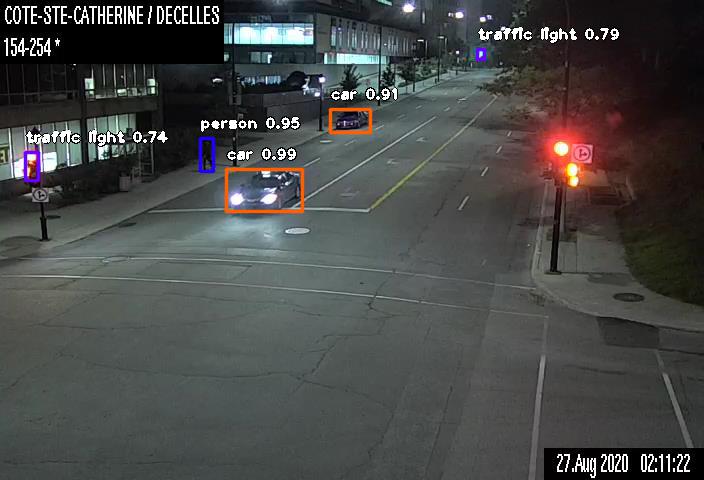 COTE-STE-CATHERINE / DECELLES
154-254 *
traffic light 0.79
car 0.91
person 0.95
traffic light 0.74
car 0.99
27.Aug 2020 02:11:22